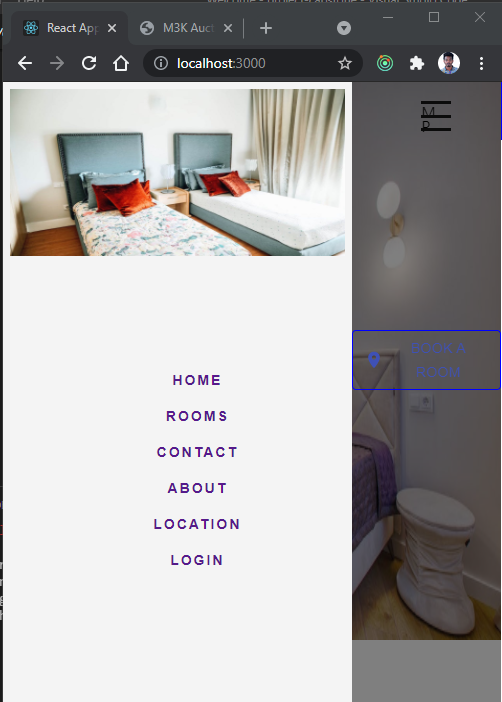 React App
M3K Auct
localhost:3000
M
P
BOOK A
ROOM
HOME
ROOMS
CONTACT
ABOUT
LOCATION
LOGIN